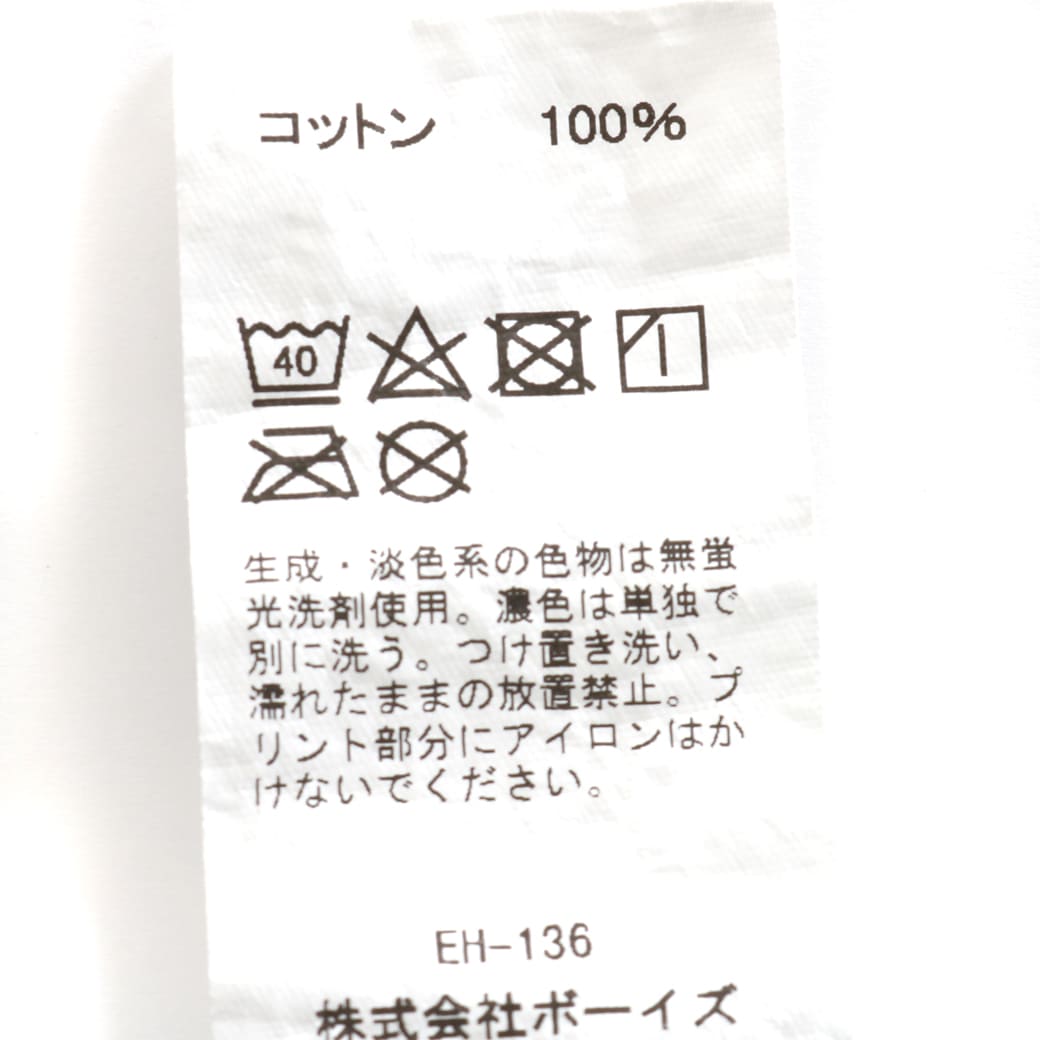 コットン 100%
40
生成・淡色系の色物は無蛍
光洗剤使用。濃色は単独で
別に洗う。つけ置き洗い、
濡れたままの放置禁止。プ
リント部分にアイロンはか
けないでください。
EH-136
株式会社ボーイズ